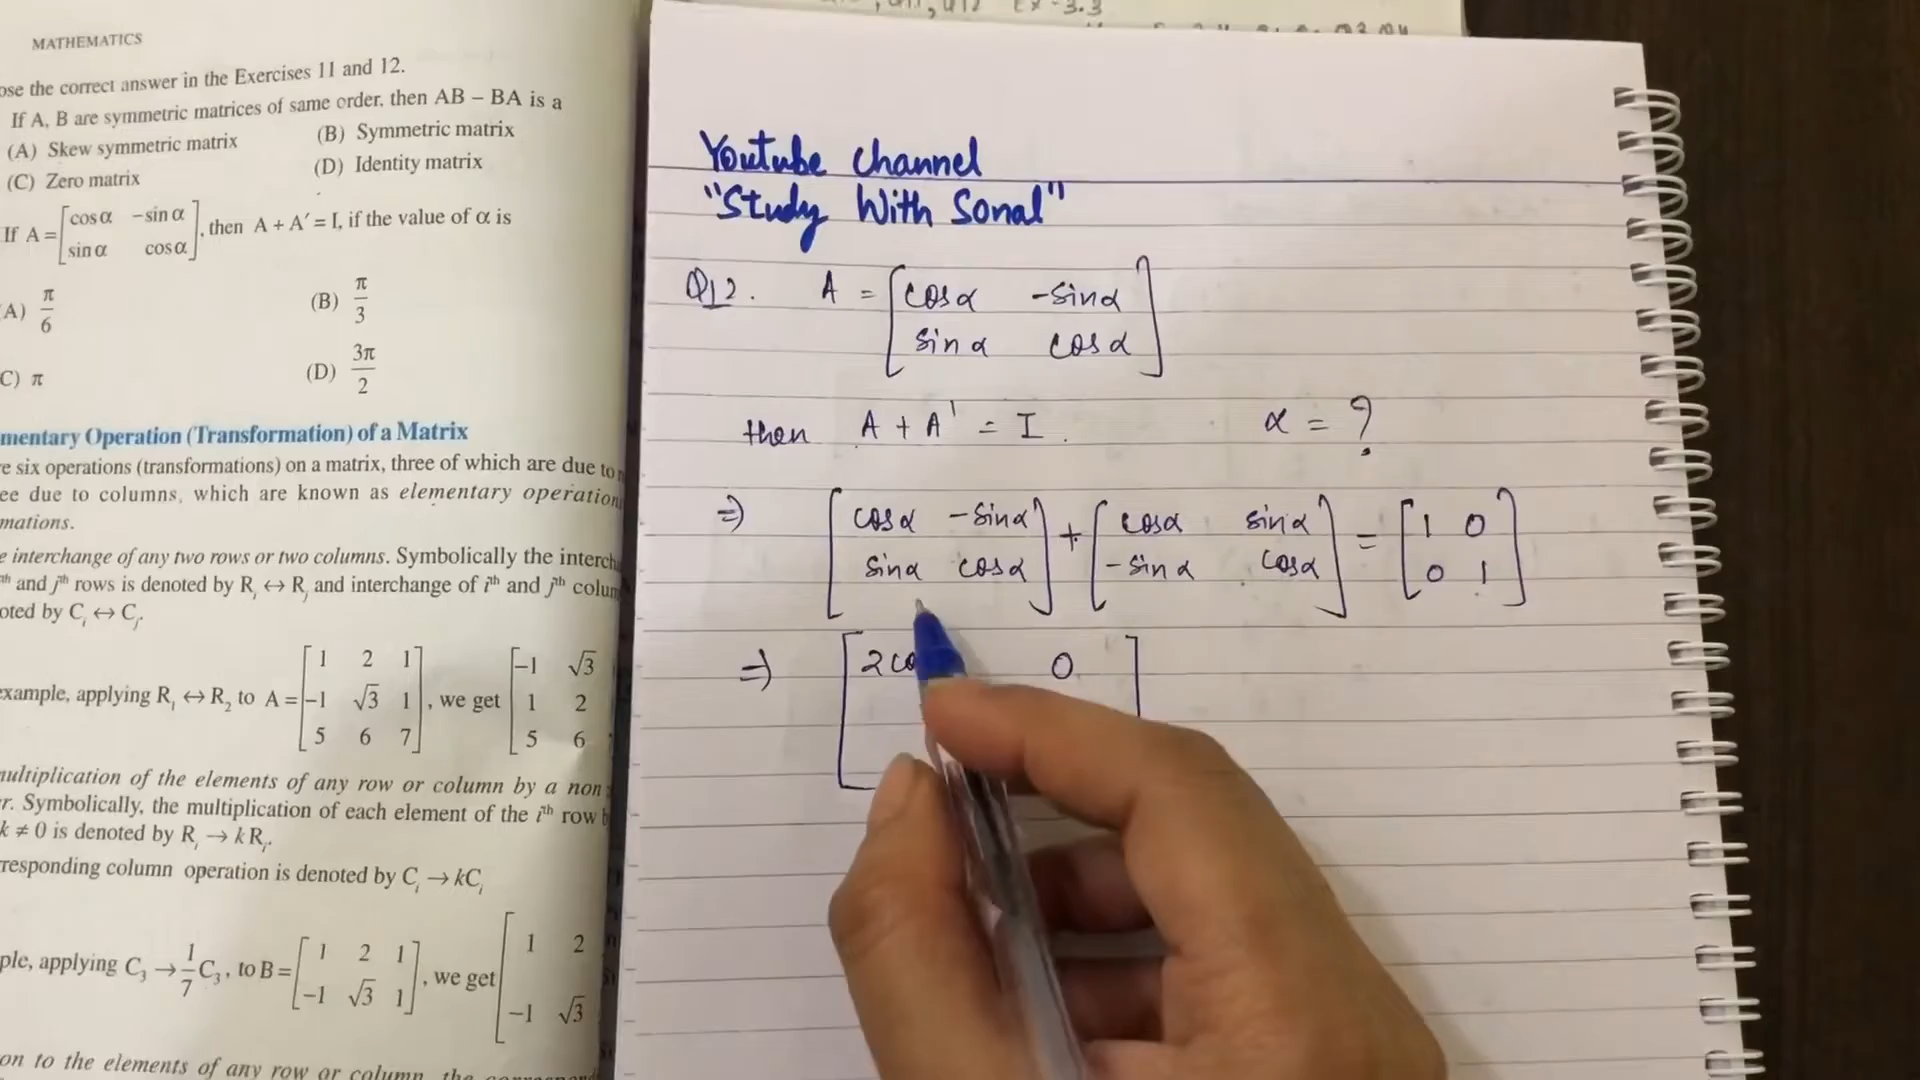 MATHEMATICS
ose the correct answer in the Exercises 11 and 12.
If A, B are symmetric matrices of same order, then AB – BA is a
(A) Skew symmetric matrix (B) Symmetric matrix
(C) Zero matrix (D) Identity matrix
If A = [cos α -sin α; sin α cos α], then A + A′ = I, if the value of α is
A) π/6 (B) π/3
C) π (D) 3π/2
mentary Operation (Transformation) of a Matrix
e six operations (transformations) on a matrix, three of which are due to
ee due to columns, which are known as elementary operation
mations.
e interchange of any two rows or two columns. Symbolically the interch
th and jth rows is denoted by Ri ↔ Rj and interchange of ith and jth colum
oted by Ci ↔ Cj.
example, applying R1 ↔ R2 to A = [1 2 1; -1 √3 1; 5 6 7], we get [-1 √3; 1 2; 5 6
multiplication of the elements of any row or column by a non
r. Symbolically, the multiplication of each element of the ith row b
k ≠ 0 is denoted by Ri → k Ri.
rresponding column operation is denoted by Ci → kCi
ple, applying C3 → 1/7 C3, to B = [1 2 1; -1 √3 1], we get [1 2; -1 √3
on to the elements of any row or column, the
Ex-3.3
Youtube Channel
"Study With Sonal"
Q12. A = [cosα -sinα; sinα cosα]
then A + A' = I. α = ?
⇒ [cosα -sinα; sinα cosα] + [cosα sinα; -sinα cosα] = [1 0; 0 1]
⇒ [2co 0]